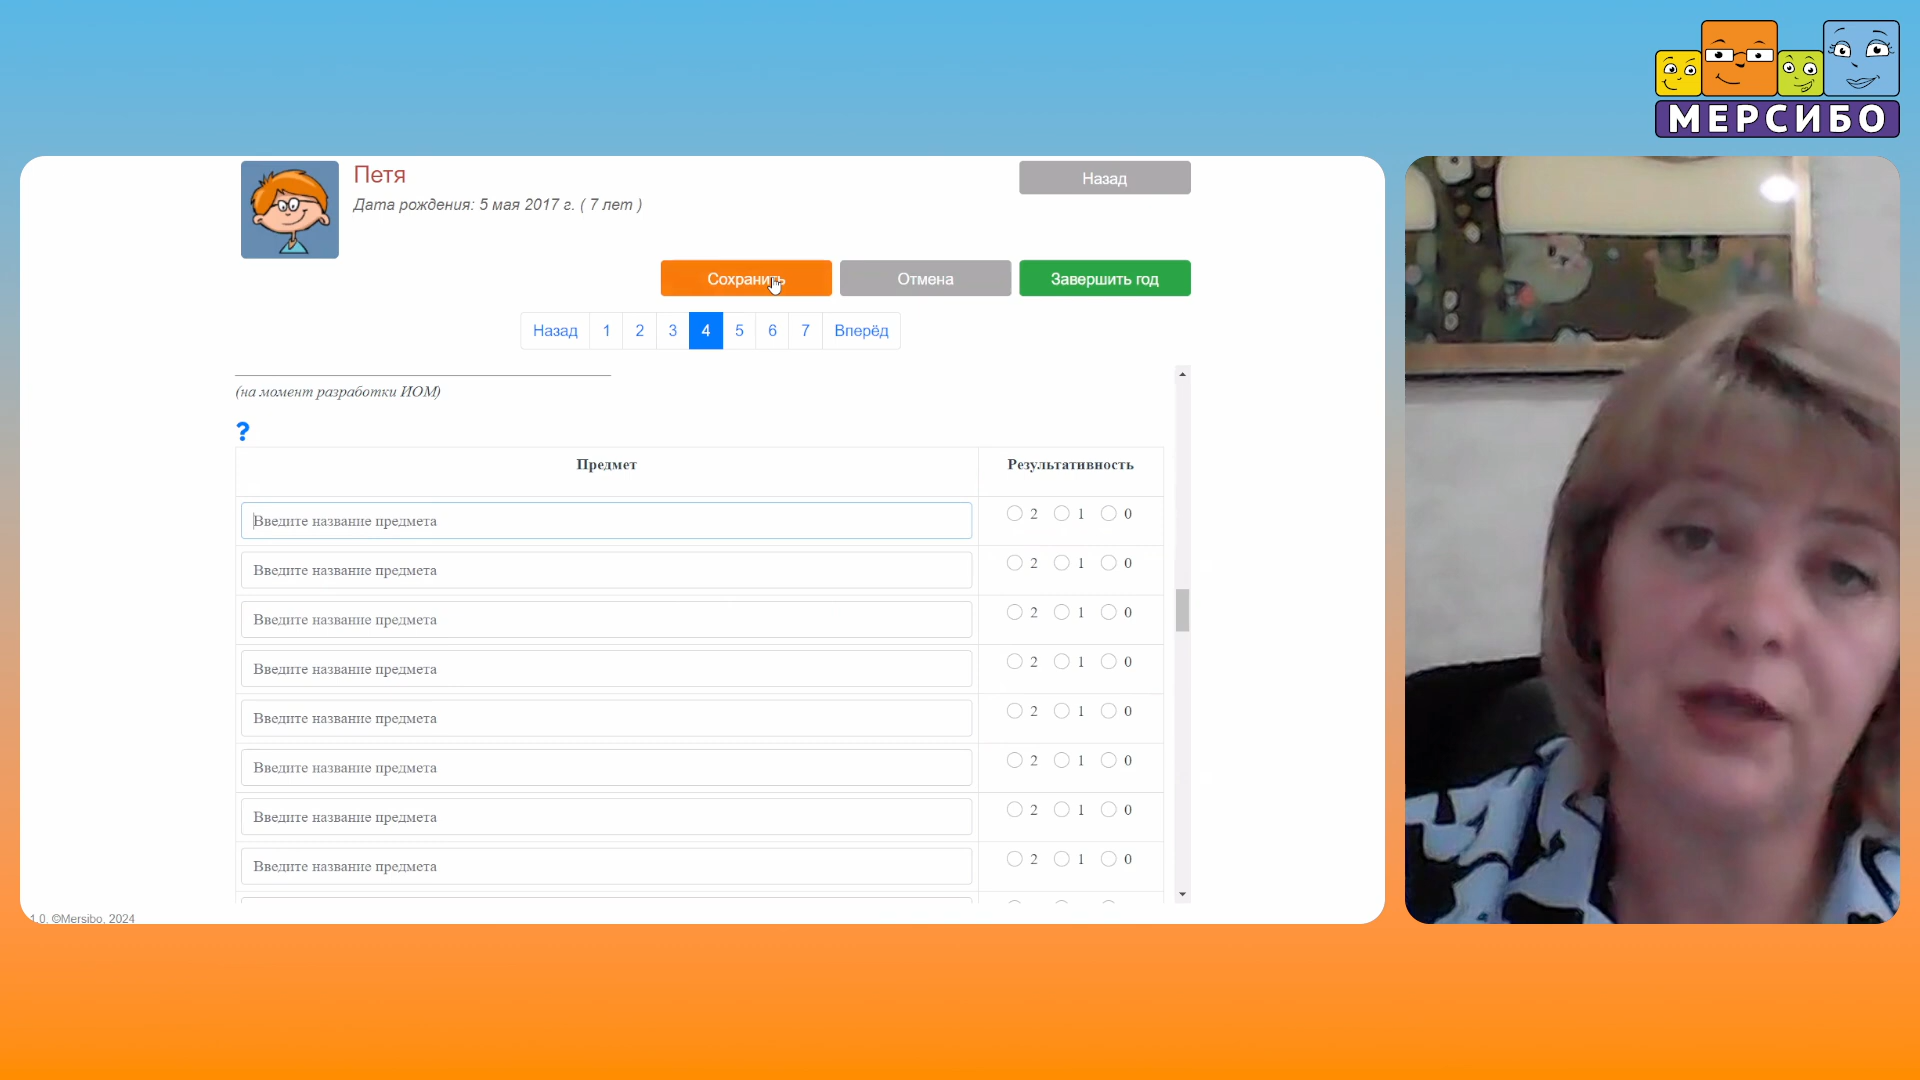 МЕРСИБО
Петя
Назад
Дата рождения: 5 мая 2017 г. ( 7 лет )
Сохранить
Отмена
Завершить год
Назад 1 2 3 4 5 6 7 Вперёд
(на момент разработки ИОМ)
?
Предмет
Результативность
Введите название предмета
2 1 0
Введите название предмета
2 1 0
Введите название предмета
2 1 0
Введите название предмета
2 1 0
Введите название предмета
2 1 0
Введите название предмета
2 1 0
Введите название предмета
2 1 0
Введите название предмета
2 1 0
1.0. ©Mersibo, 2024